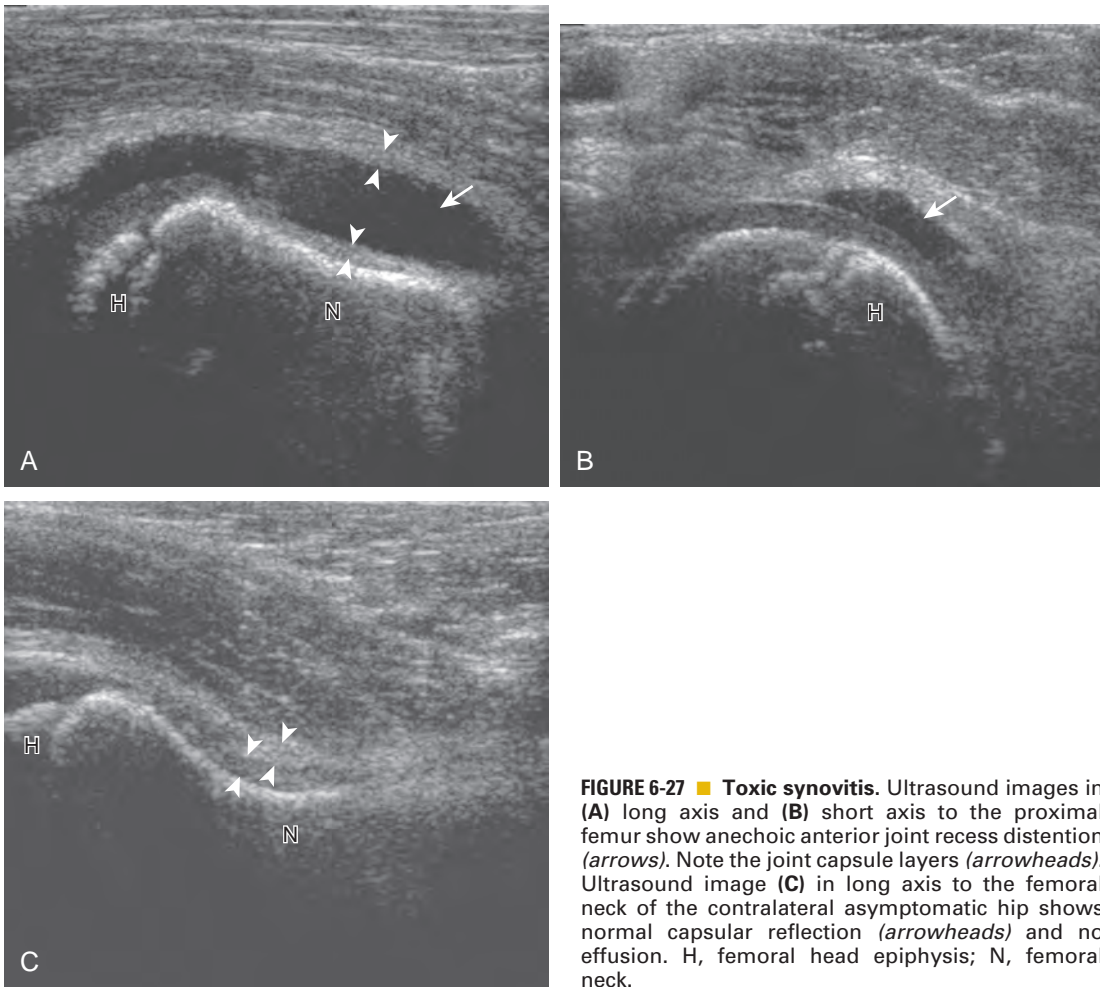 H
N
A
H
B
H
N
C
FIGURE 6-27 ■ Toxic synovitis. Ultrasound images in
(A) long axis and (B) short axis to the proximal
femur show anechoic anterior joint recess distention
(arrows). Note the joint capsule layers (arrowheads).
Ultrasound image (C) in long axis to the femoral
neck of the contralateral asymptomatic hip shows
normal capsular reflection (arrowheads) and no
effusion. H, femoral head epiphysis; N, femoral
neck.